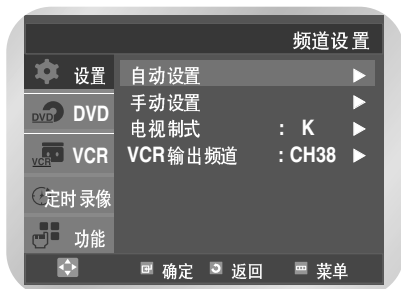 频道设置
设置
自动设置
手动设置
DVD
DVD
电视制式 : K
VCR
VCR
VCR输出频道 : CH38
定时录像
功能
确定 返回 菜单